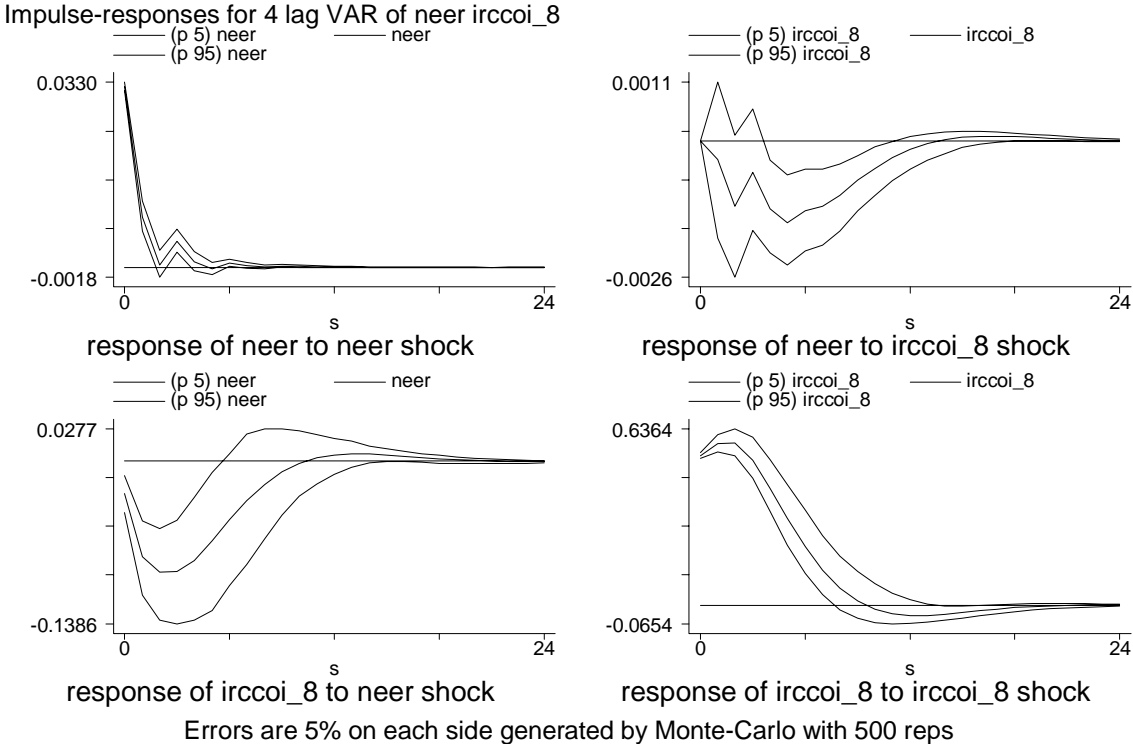 Impulse-responses for 4 lag VAR of neer irccoi_8
(p 5) neer neer
(p 95) neer
0.0330
-0.0018
0 24
s
response of neer to neer shock
(p 5) irccoi_8 irccoi_8
(p 95) irccoi_8
0.0011
-0.0026
0 24
s
response of neer to irccoi_8 shock
(p 5) neer neer
(p 95) neer
0.0277
-0.1386
0 24
s
response of irccoi_8 to neer shock
(p 5) irccoi_8 irccoi_8
(p 95) irccoi_8
0.6364
-0.0654
0 24
s
response of irccoi_8 to irccoi_8 shock
Errors are 5% on each side generated by Monte-Carlo with 500 reps